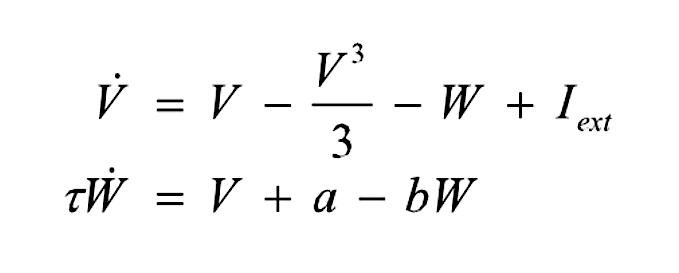 V̇ = V − V³/3 − W + I_ext
τẆ = V + a − bW